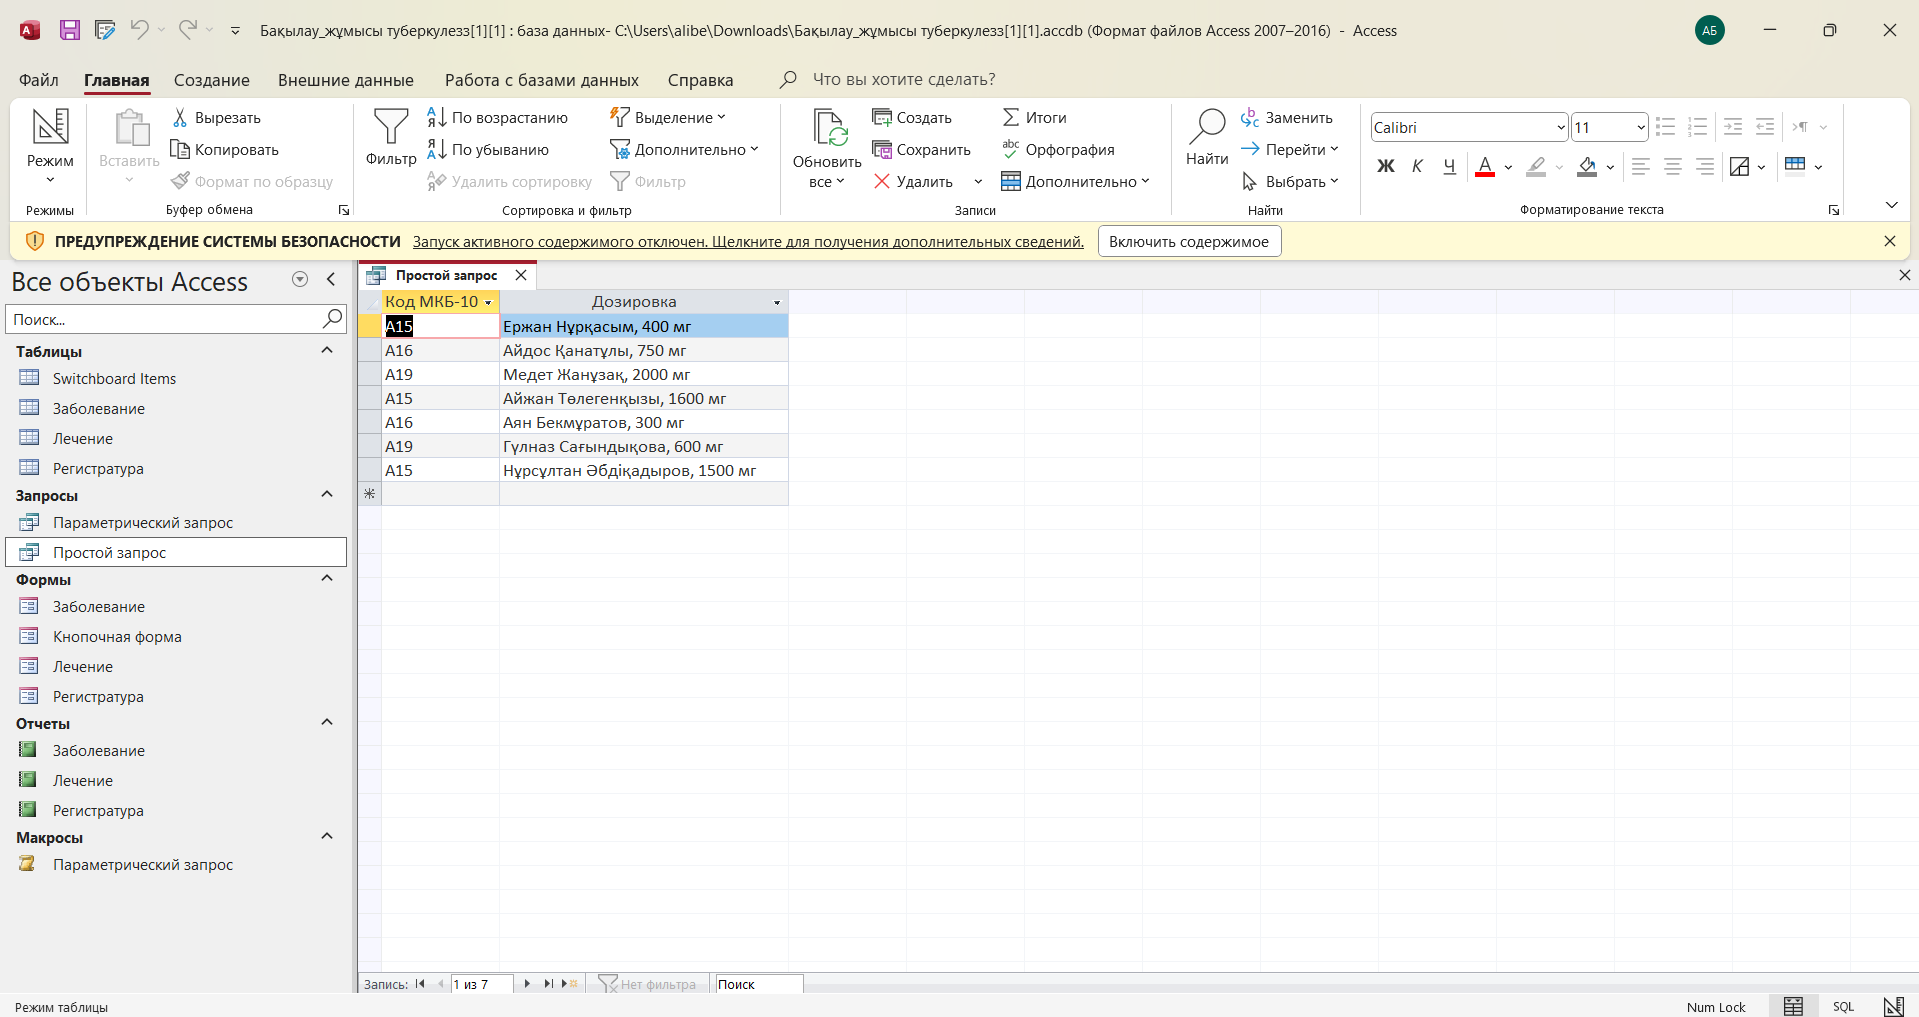 Бақылау_жұмысы туберкулезз[1][1] : база данных- C:\Users\alibe\Downloads\Бақылау_жұмысы туберкулезз[1][1].accdb (Формат файлов Access 2007–2016) - Access
АБ
Файл Главная Создание Внешние данные Работа с базами данных Справка Что вы хотите сделать?
Режим
Режимы
Вставить
Вырезать
Копировать
Формат по образцу
Буфер обмена
Фильтр
По возрастанию
По убыванию
Удалить сортировку
Выделение
Дополнительно
Фильтр
Сортировка и фильтр
Обновить
все
Создать
Сохранить
Удалить
Итоги
Орфография
Дополнительно
Записи
Найти
Заменить
Перейти
Выбрать
Найти
Calibri 11
Ж К Ч А
Форматирование текста
ПРЕДУПРЕЖДЕНИЕ СИСТЕМЫ БЕЗОПАСНОСТИ Запуск активного содержимого отключен. Щелкните для получения дополнительных сведений. Включить содержимое
Все объекты Access
Поиск...
Таблицы
Switchboard Items
Заболевание
Лечение
Регистратура
Запросы
Параметрический запрос
Простой запрос
Формы
Заболевание
Кнопочная форма
Лечение
Регистратура
Отчеты
Заболевание
Лечение
Регистратура
Макросы
Параметрический запрос
Простой запрос
Код МКБ-10 Дозировка
A15 Ержан Нұрқасым, 400 мг
A16 Айдос Қанатұлы, 750 мг
A19 Медет Жанұзақ, 2000 мг
A15 Айжан Төлегенқызы, 1600 мг
A16 Аян Бекмұратов, 300 мг
A19 Гүлназ Сағындықова, 600 мг
A15 Нұрсұлтан Әбдіқадыров, 1500 мг
Запись: 1 из 7 Нет фильтра Поиск
Режим таблицы
Num Lock SQL